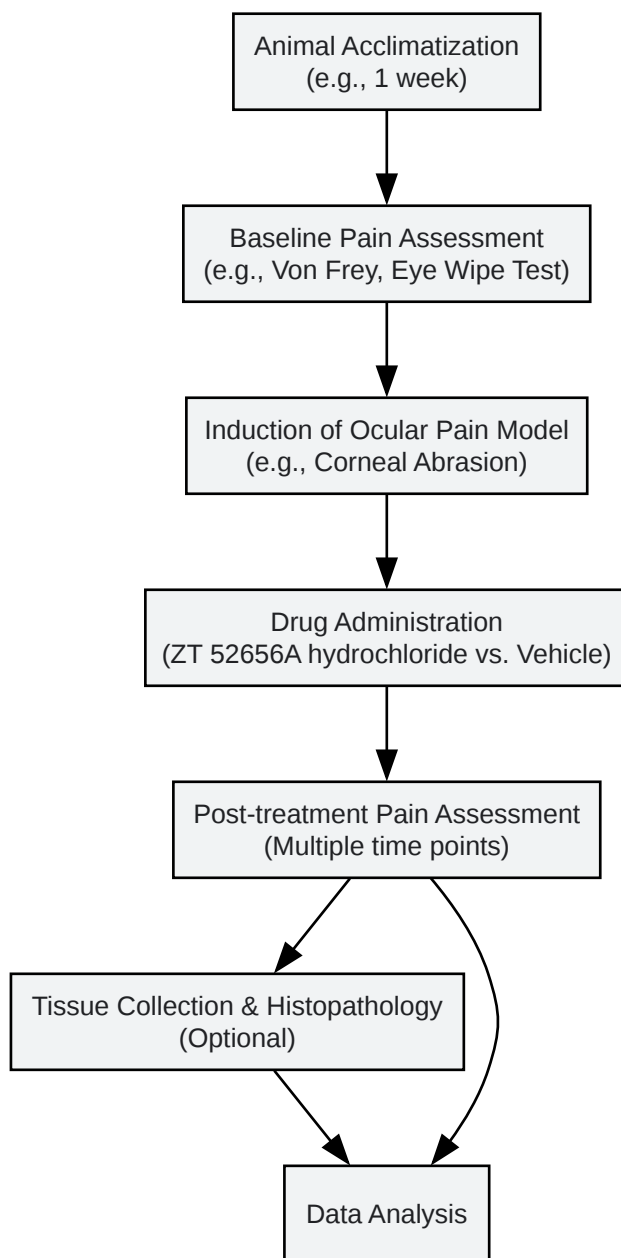 Animal Acclimatization
(e.g., 1 week)
Baseline Pain Assessment
(e.g., Von Frey, Eye Wipe Test)
Induction of Ocular Pain Model
(e.g., Corneal Abrasion)
Drug Administration
(ZT 52656A hydrochloride vs. Vehicle)
Post-treatment Pain Assessment
(Multiple time points)
Tissue Collection & Histopathology
(Optional)
Data Analysis